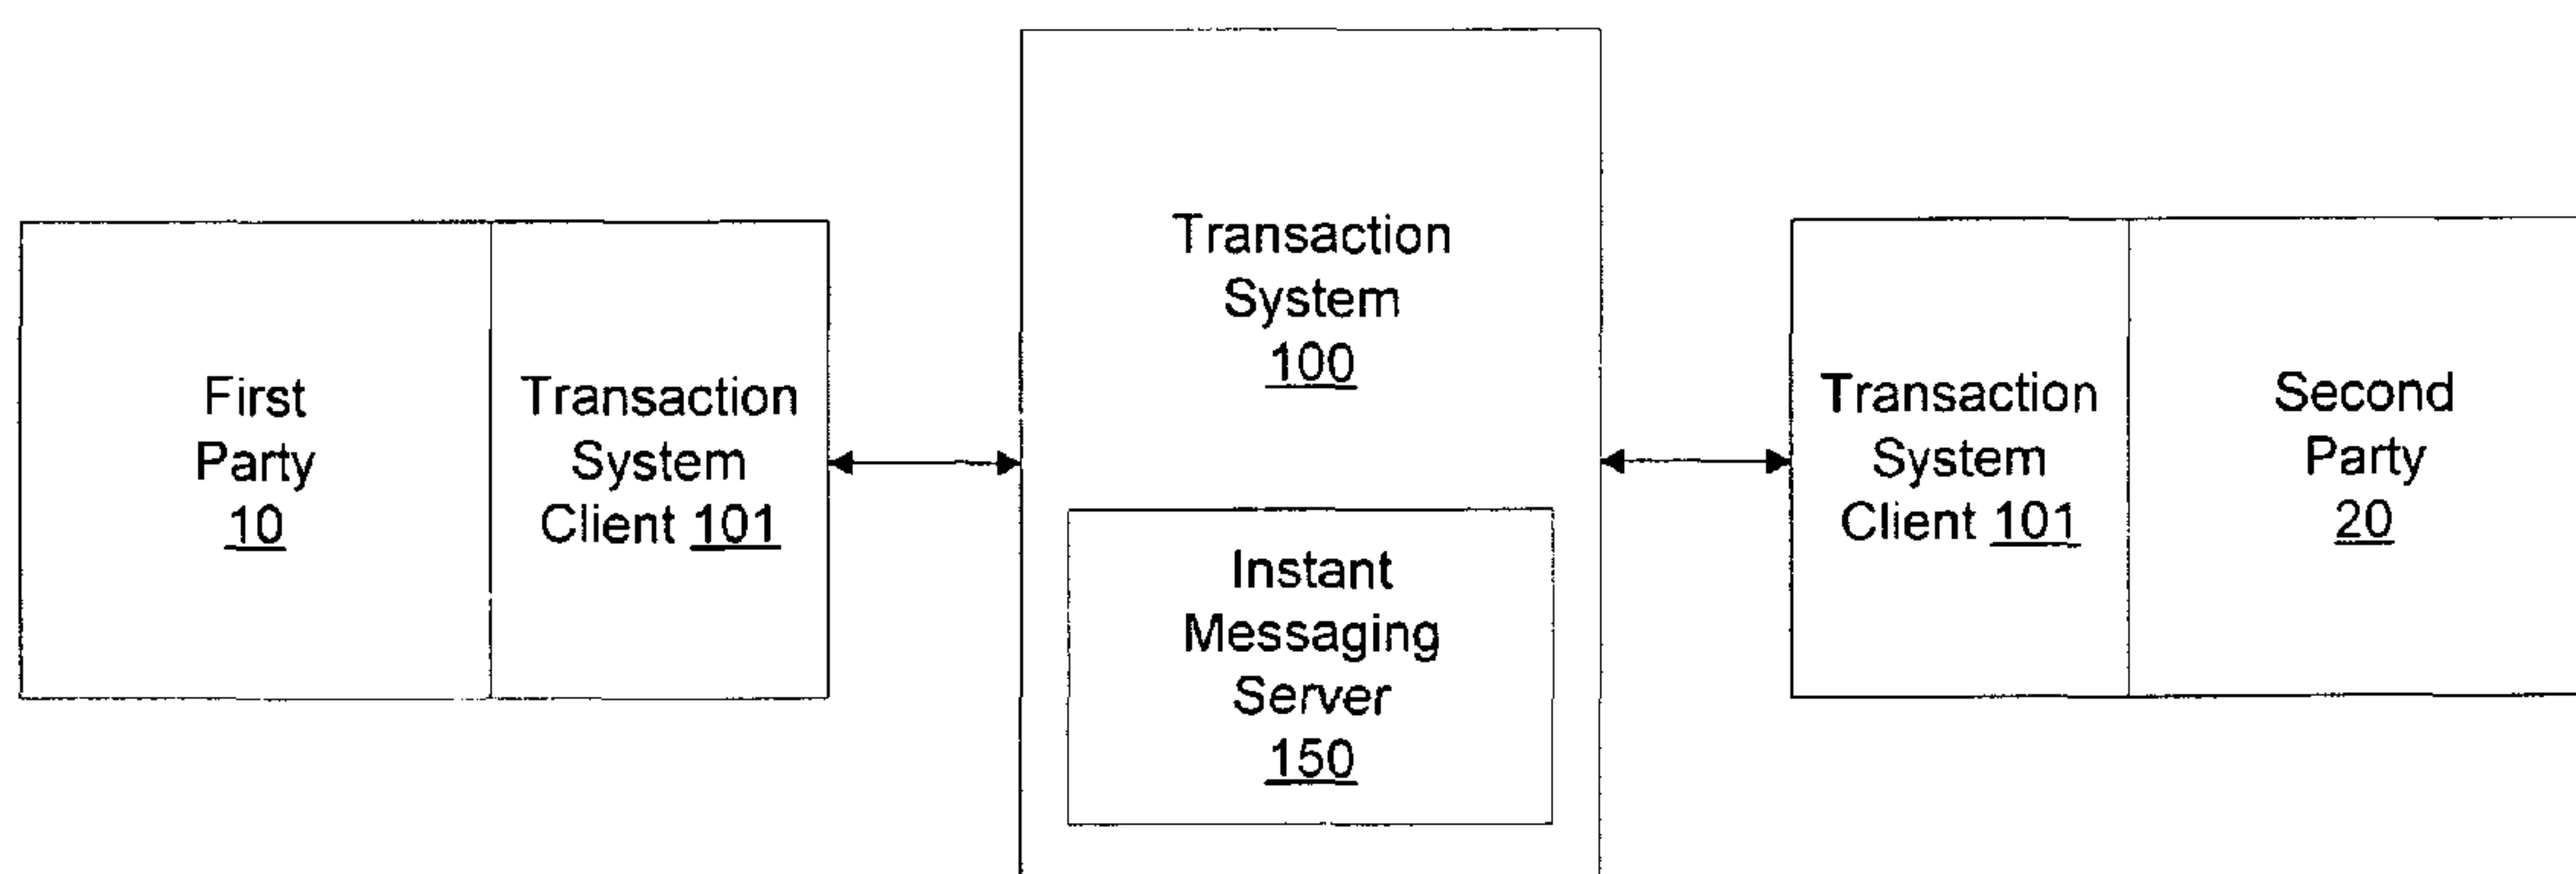 First
Party
10
Transaction
System
Client 101
Transaction
System
100
Instant
Messaging
Server
150
Transaction
System
Client 101
Second
Party
20